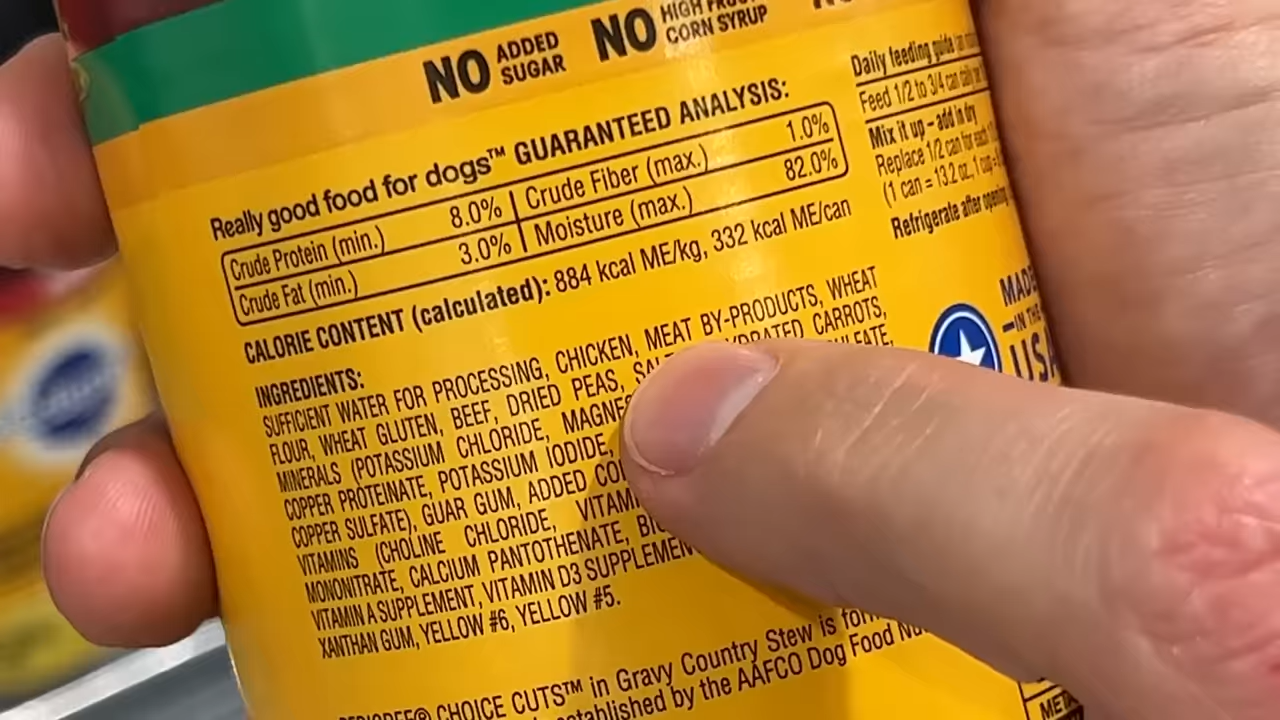 NO ADDED SUGAR NO HIGH CORN SYRUP
Really good food for dogs™ GUARANTEED ANALYSIS:
Crude Protein (min.) 8.0% Crude Fiber (max.) 1.0%
Crude Fat (min.) 3.0% Moisture (max.) 82.0%
CALORIE CONTENT (calculated): 884 kcal ME/kg, 332 kcal ME/can
INGREDIENTS:
SUFFICIENT WATER FOR PROCESSING, CHICKEN, MEAT BY-PRODUCTS, WHEAT
FLOUR, WHEAT GLUTEN, BEEF, DRIED PEAS, CARROTS,
MINERALS (POTASSIUM CHLORIDE,
COPPER PROTEINATE, POTASSIUM IODIDE,
COPPER SULFATE), GUAR GUM, ADDED
VITAMINS (CHOLINE CHLORIDE,
MONONITRATE, CALCIUM PANTOTHENATE,
VITAMIN A SUPPLEMENT, VITAMIN D3
XANTHAN GUM, YELLOW #6, YELLOW #5.
CHOICE CUTS™ in Gravy Country Stew is
established by the AAFCO Dog Food
Daily feeding guide
Feed 1/2 to 3/4 can daily
Mix it up – add in dry
Replace 1/2 can for each
(1 can = 13.2 oz., 1 cup =
Refrigerate after opening
MADE
IN THE
USA